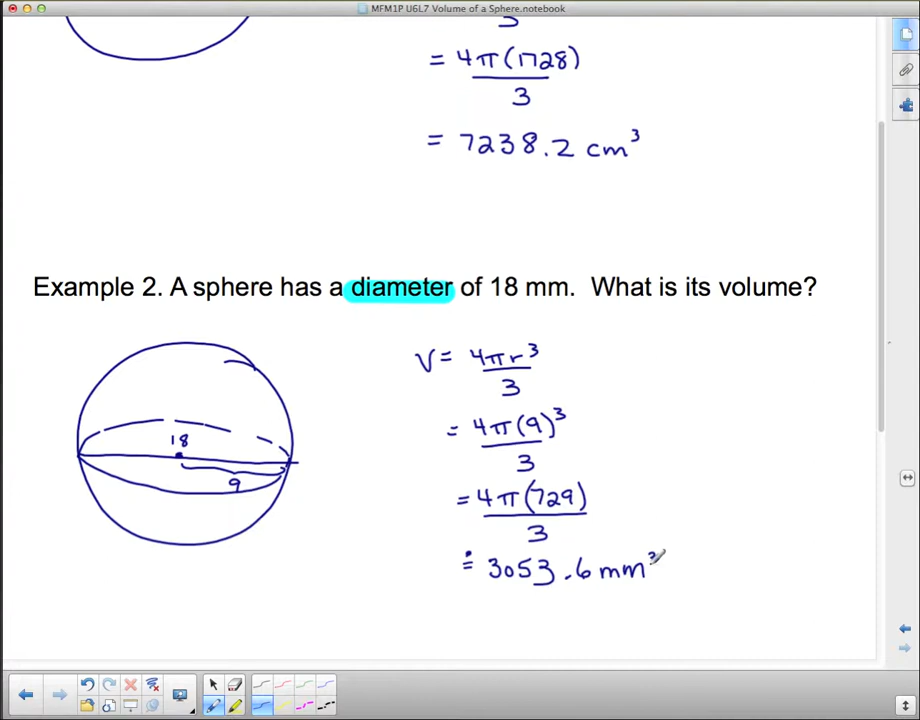 MFM1P U6L7 Volume of a Sphere.notebook
3
= 4π(1728)
3
= 7238.2 cm³
Example 2. A sphere has a diameter of 18 mm. What is its volume?
V = 4πr³
3
= 4π(9)³
3
= 4π(729)
3
≐ 3053.6 mm³
18
9